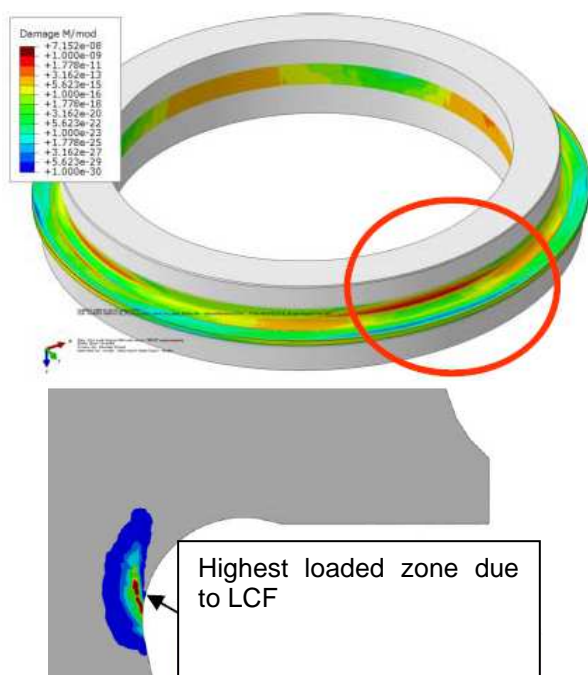 Damage M/mod
+7.152e-08
+1.000e-09
+1.778e-11
+3.162e-13
+5.623e-15
+1.000e-16
+1.778e-18
+3.162e-20
+5.623e-22
+1.000e-23
+1.778e-25
+3.162e-27
+5.623e-29
+1.000e-30
Highest loaded zone due
to LCF